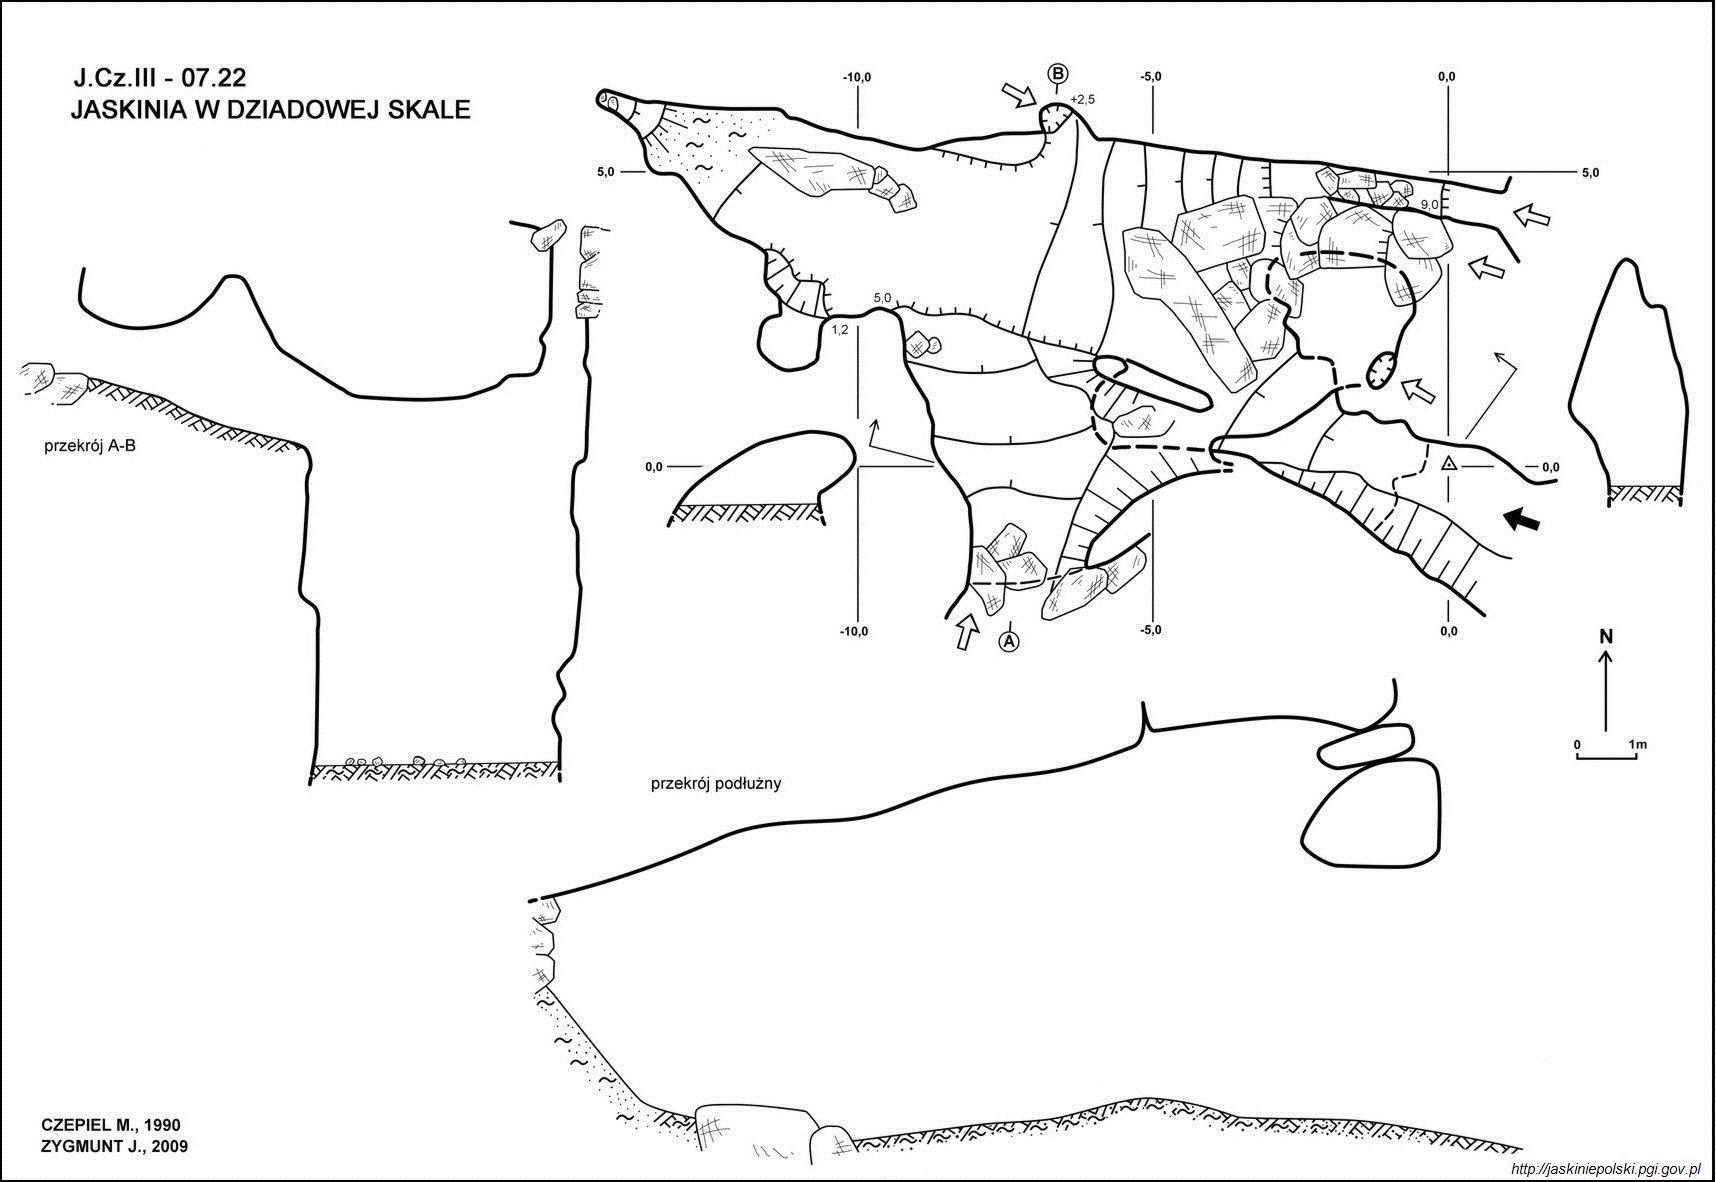 J.Cz.III - 07.22
JASKINIA W DZIADOWEJ SKALE
-10,0
B
+2,5
-5,0
0,0
5,0
5,0
9,0
5,0
1,2
przekrój A-B
0,0
0,0
-10,0
A
-5,0
0,0
N
0 1m
przekrój podłużny
CZEPIEL M., 1990
ZYGMUNT J., 2009
http://jaskiniepolski.pgi.gov.pl